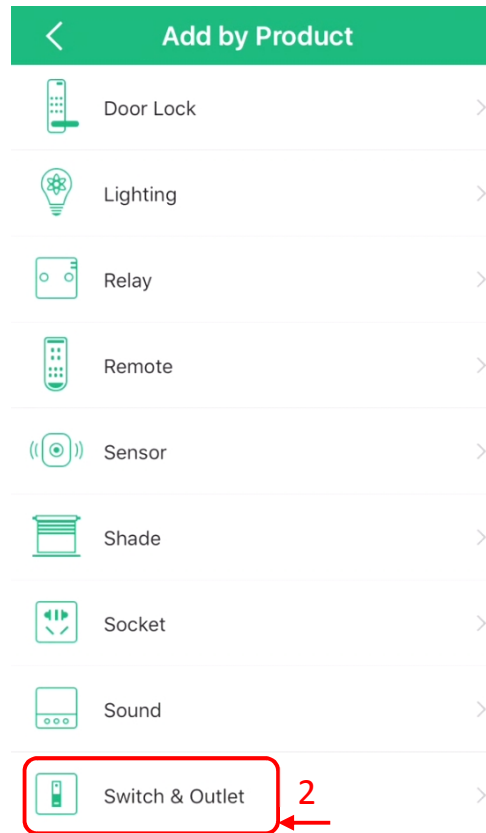 Add by Product
Door Lock
Lighting
Relay
Remote
Sensor
Shade
Socket
Sound
Switch & Outlet 2